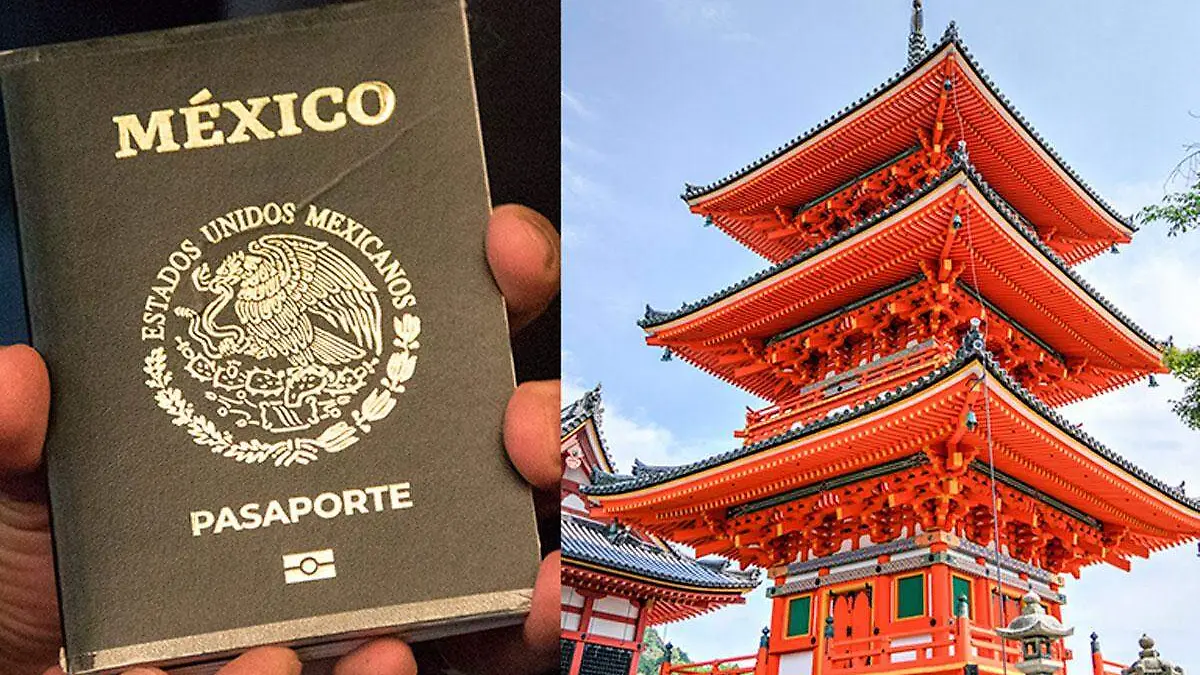 MÉXICO
ESTADOS UNIDOS MEXICANOS
PASAPORTE